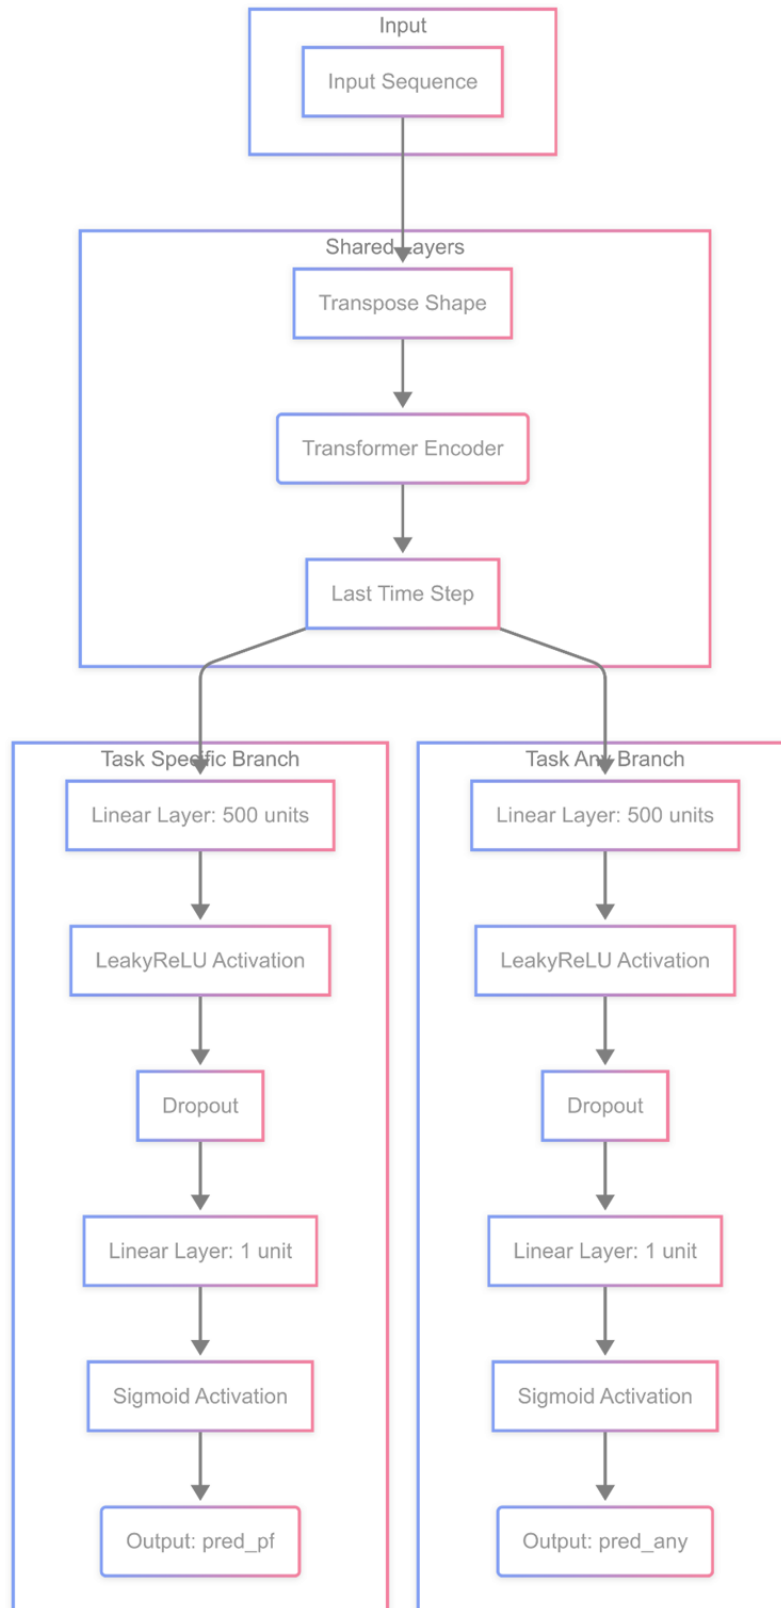 Input
Input Sequence
Shared Layers
Transpose Shape
Transformer Encoder
Last Time Step
Task Specific Branch
Linear Layer: 500 units
LeakyReLU Activation
Dropout
Linear Layer: 1 unit
Sigmoid Activation
Output: pred_pf
Task Any Branch
Linear Layer: 500 units
LeakyReLU Activation
Dropout
Linear Layer: 1 unit
Sigmoid Activation
Output: pred_any